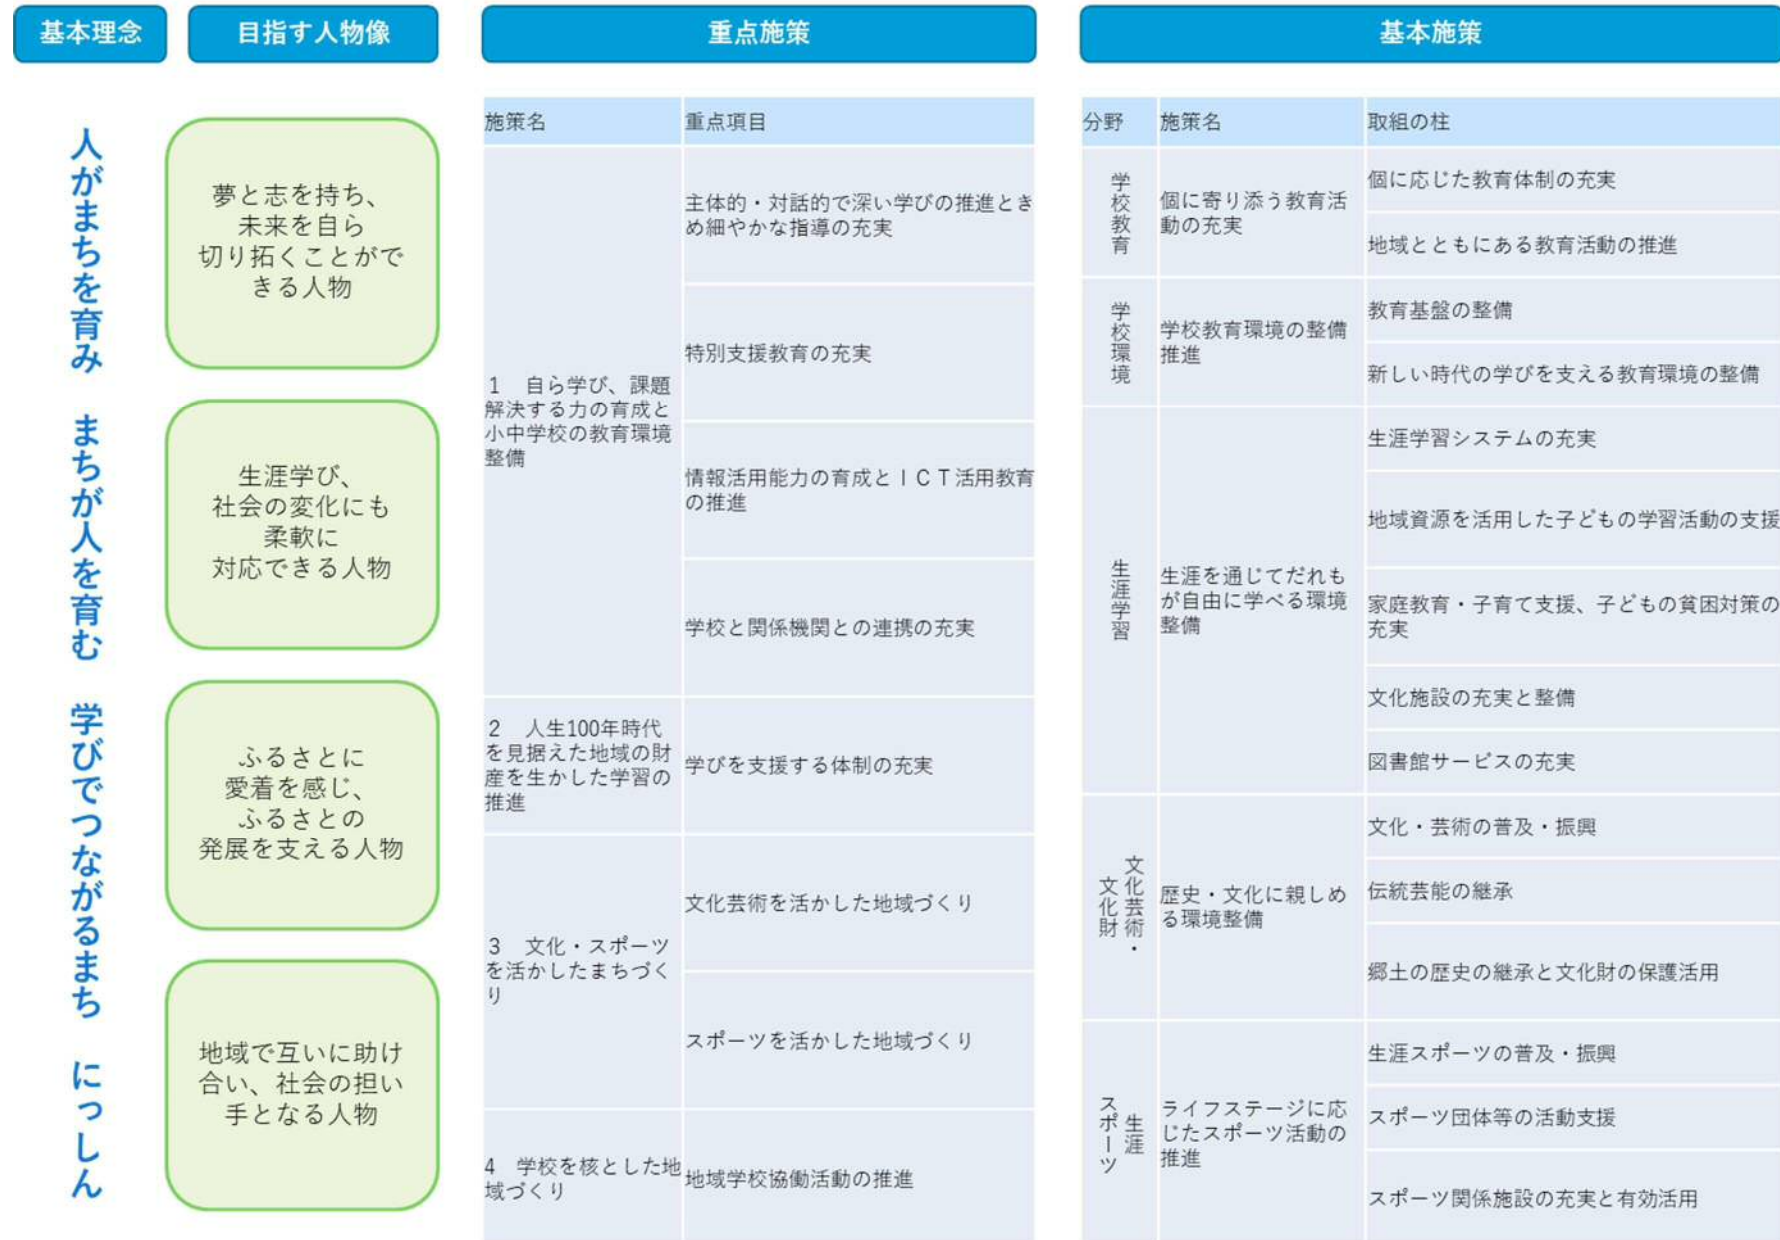 基本理念
目指す人物像
重点施策
基本施策
人がまちを育み　まちが人を育む　学びでつながるまち　にっしん
夢と志を持ち、
未来を自ら
切り拓くことがで
きる人物
生涯学び、
社会の変化にも
柔軟に
対応できる人物
ふるさとに
愛着を感じ、
ふるさとの
発展を支える人物
地域で互いに助け
合い、社会の担い
手となる人物
施策名
重点項目
1　自ら学び、課題
解決する力の育成と
小中学校の教育環境
整備
主体的・対話的で深い学びの推進とき
め細やかな指導の充実
特別支援教育の充実
情報活用能力の育成とＩＣＴ活用教育
の推進
学校と関係機関との連携の充実
2　人生100年時代
を見据えた地域の財
産を生かした学習の
推進
学びを支援する体制の充実
3　文化・スポーツ
を活かしたまちづく
り
文化芸術を活かした地域づくり
スポーツを活かした地域づくり
4　学校を核とした地
域づくり
地域学校協働活動の推進
分野
施策名
取組の柱
学校教育
個に寄り添う教育活
動の充実
個に応じた教育体制の充実
地域とともにある教育活動の推進
学校環境
学校教育環境の整備
推進
教育基盤の整備
新しい時代の学びを支える教育環境の整備
生涯学習
生涯を通じてだれも
が自由に学べる環境
整備
生涯学習システムの充実
地域資源を活用した子どもの学習活動の支援
家庭教育・子育て支援、子どもの貧困対策の
充実
文化施設の充実と整備
図書館サービスの充実
文化芸術・
文化財
歴史・文化に親しめ
る環境整備
文化・芸術の普及・振興
伝統芸能の継承
郷土の歴史の継承と文化財の保護活用
生涯
スポーツ
ライフステージに応
じたスポーツ活動の
推進
生涯スポーツの普及・振興
スポーツ団体等の活動支援
スポーツ関係施設の充実と有効活用